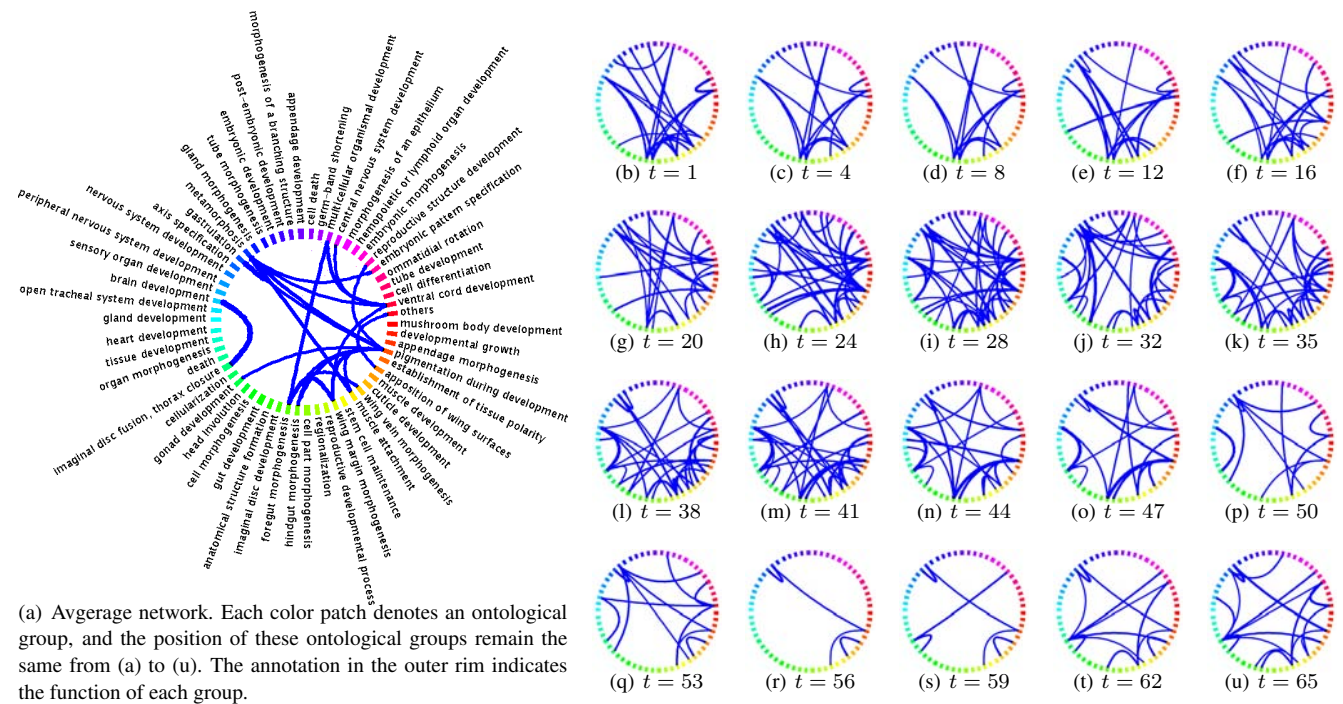 morphogenesis of a branching structure
post-embryonic development
embryonic development
tube morphogenesis
gland morphogenesis
metamorphosis
gastrulation
axis specification
nervous system development
peripheral nervous system development
sensory organ development
brain development
open tracheal system development
gland development
heart development
tissue development
organ morphogenesis
death
imaginal disc fusion, thorax closure
cellularization
gonad development
head involution
cell morphogenesis
gut development
anatomical structure formation
imaginal disc development
foregut morphogenesis
hindgut morphogenesis
cell part morphogenesis
regionalization
reproductive developmental process
wing margin morphogenesis
stem cell maintenance
muscle attachment
wing vein morphogenesis
cuticle development
muscle development
apposition of wing surfaces
establishment of tissue polarity
pigmentation during development
appendage morphogenesis
developmental growth
mushroom body development
others
ventral cord development
cell differentiation
tube development
ommatidial rotation
embryonic pattern specification
reproductive structure development
embryonic morphogenesis
hemopoietic or lymphoid organ development
morphogenesis of an epithelium
central nervous system development
multicellular organismal development
germ-band shortening
cell death
appendage development
(a) Avgerage network. Each color patch denotes an ontological
group, and the position of these ontological groups remain the
same from (a) to (u). The annotation in the outer rim indicates
the function of each group.
(b) t = 1
(c) t = 4
(d) t = 8
(e) t = 12
(f) t = 16
(g) t = 20
(h) t = 24
(i) t = 28
(j) t = 32
(k) t = 35
(l) t = 38
(m) t = 41
(n) t = 44
(o) t = 47
(p) t = 50
(q) t = 53
(r) t = 56
(s) t = 59
(t) t = 62
(u) t = 65